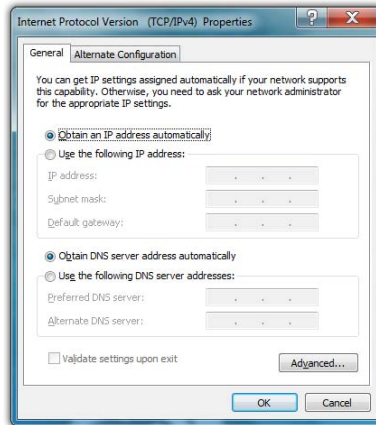 Internet Protocol Version (TCP/IPv4) Properties
General
Alternate Configuration
You can get IP settings assigned automatically if your network supports
this capability. Otherwise, you need to ask your network administrator
for the appropriate IP settings.
Obtain an IP address automatically
Use the following IP address:
IP address:
Subnet mask:
Default gateway:
Obtain DNS server address automatically
Use the following DNS server addresses:
Preferred DNS server:
Alternate DNS server:
Validate settings upon exit
Advanced...
OK
Cancel